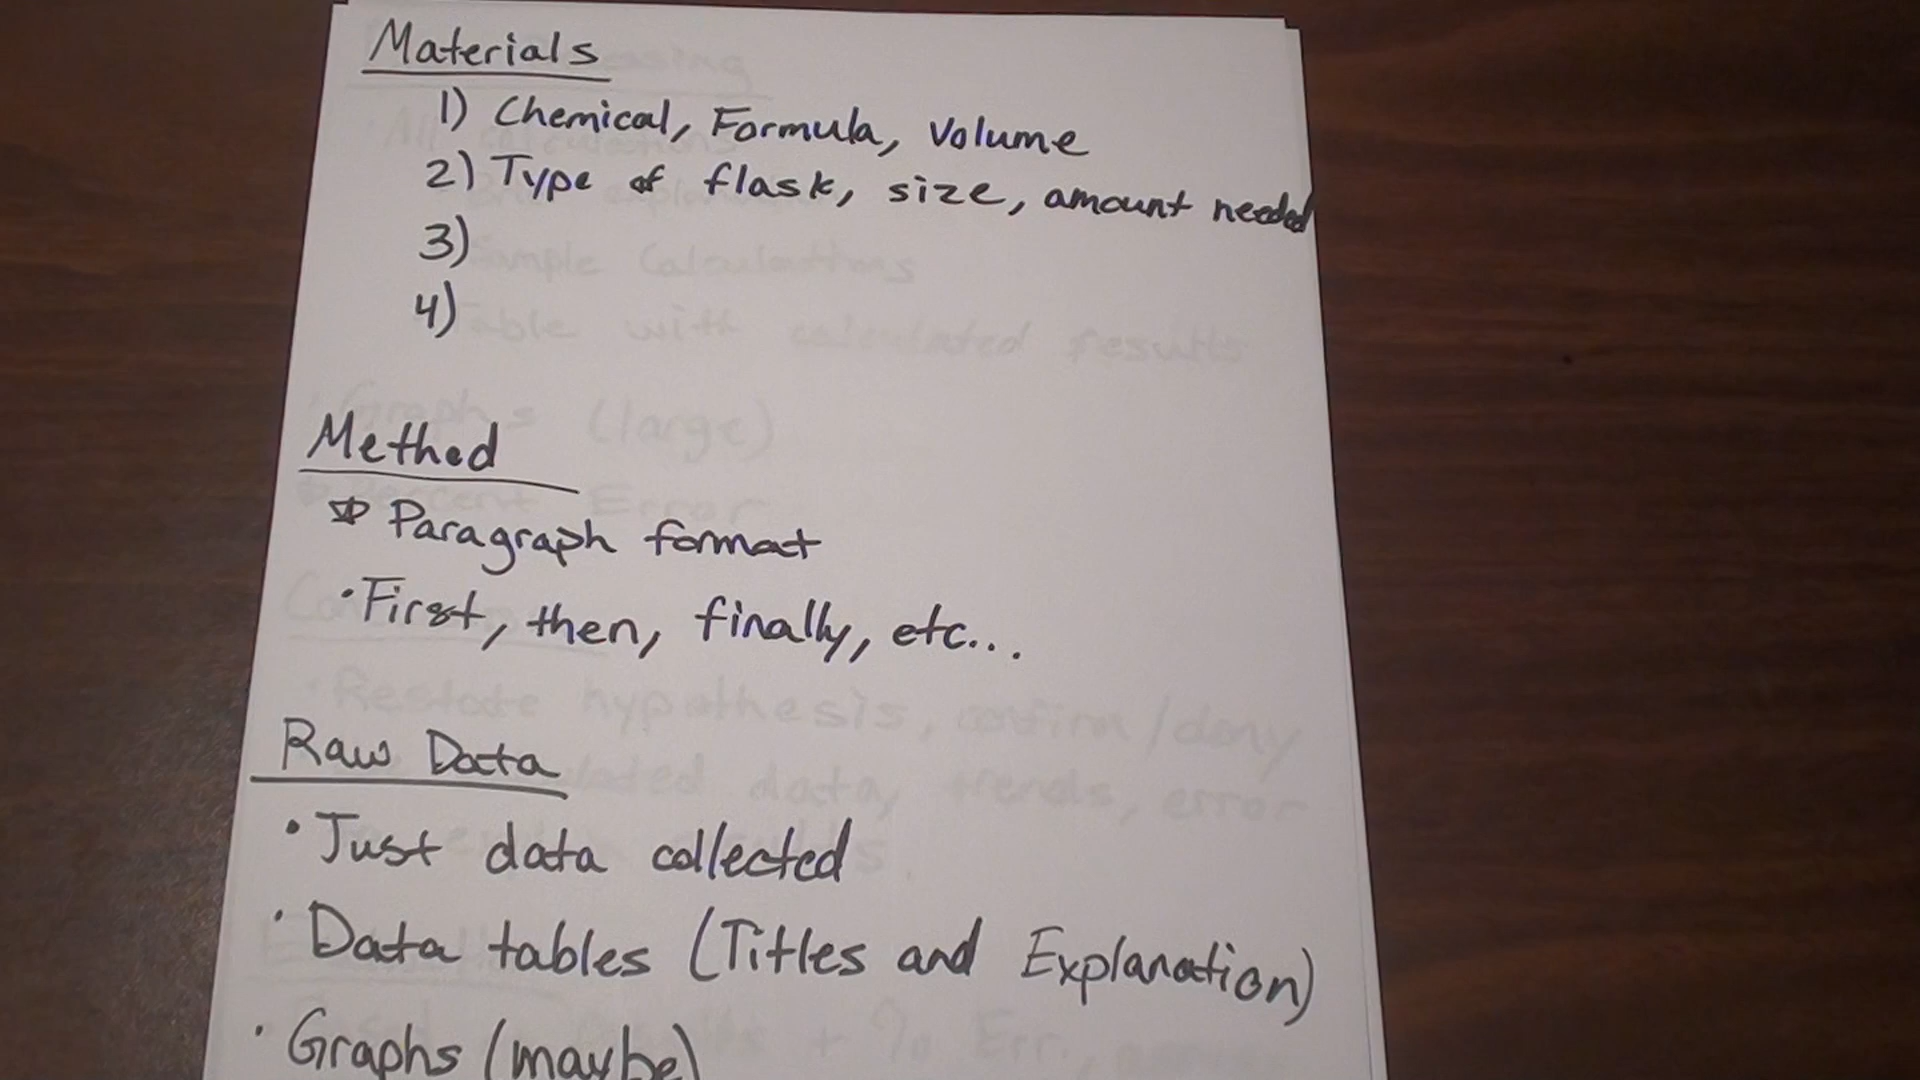 Materials
1) Chemical, Formula, Volume
2) Type of flask, size, amount needed
3)
4)
Method
Paragraph format
· First, then, finally, etc...
Raw Data
· Just data collected
· Data tables (Titles and Explanation)
· Graphs (maybe)